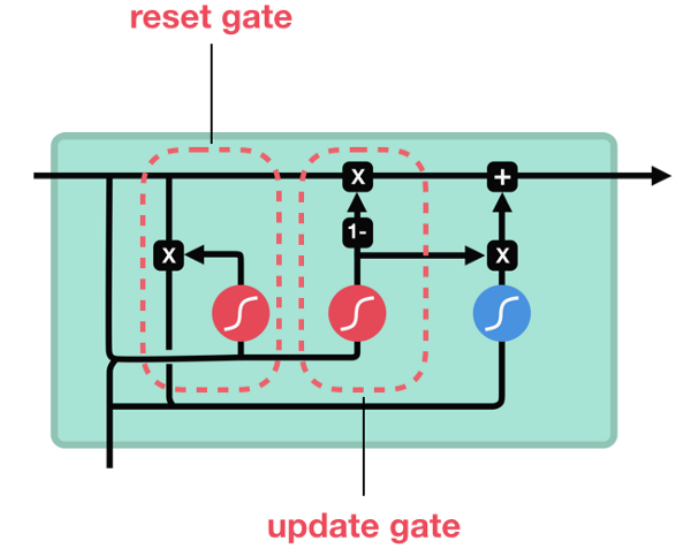 reset gate
X
+
1-
X
X
update gate